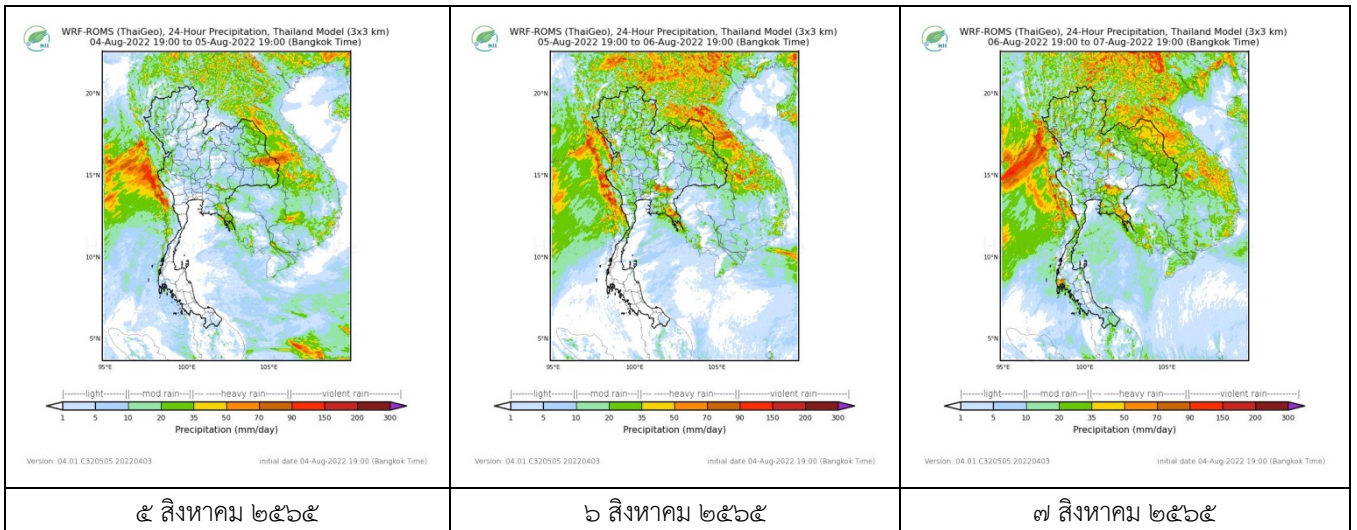 HII
WRF-ROMS (ThaiGeo), 24-Hour Precipitation, Thailand Model (3x3 km)
04-Aug-2022 19:00 to 05-Aug-2022 19:00 (Bangkok Time)
20°N
15°N
10°N
5°N
95°E 100°E 105°E
|-------light------||---mod.rain---||--- ---heavy rain---||-------violent rain-------|
1 5 10 20 35 50 70 90 150 200 300
Precipitation (mm/day)
Version: 04.01.C320505.20220403 initial date 04-Aug-2022 19:00 (Bangkok Time)
๕ สิงหาคม ๒๕๖๕
HII
WRF-ROMS (ThaiGeo), 24-Hour Precipitation, Thailand Model (3x3 km)
05-Aug-2022 19:00 to 06-Aug-2022 19:00 (Bangkok Time)
20°N
15°N
10°N
5°N
95°E 100°E 105°E
|-------light------||---mod.rain---||--- ---heavy rain---||-------violent rain-------|
1 5 10 20 35 50 70 90 150 200 300
Precipitation (mm/day)
Version: 04.01.C320505.20220403 initial date 04-Aug-2022 19:00 (Bangkok Time)
๖ สิงหาคม ๒๕๖๕
HII
WRF-ROMS (ThaiGeo), 24-Hour Precipitation, Thailand Model (3x3 km)
06-Aug-2022 19:00 to 07-Aug-2022 19:00 (Bangkok Time)
20°N
15°N
10°N
5°N
95°E 100°E 105°E
|-------light------||---mod.rain---||--- ---heavy rain---||-------violent rain-------|
1 5 10 20 35 50 70 90 150 200 300
Precipitation (mm/day)
Version: 04.01.C320505.20220403 initial date 04-Aug-2022 19:00 (Bangkok Time)
๗ สิงหาคม ๒๕๖๕